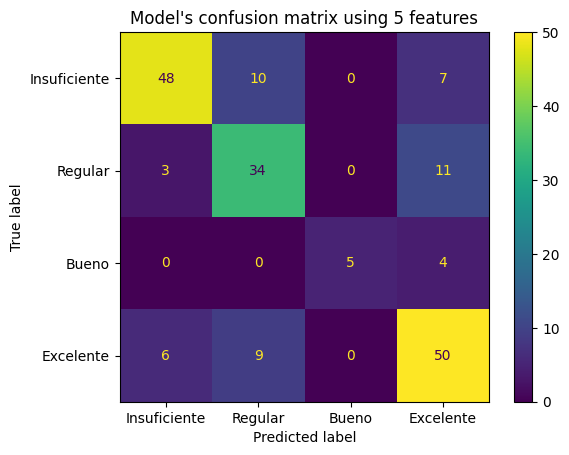 Model's confusion matrix using 5 features
True label
Insuficiente 48 10 0 7
Regular 3 34 0 11
Bueno 0 0 5 4
Excelente 6 9 0 50
Insuficiente Regular Bueno Excelente
Predicted label
50
40
30
20
10
0